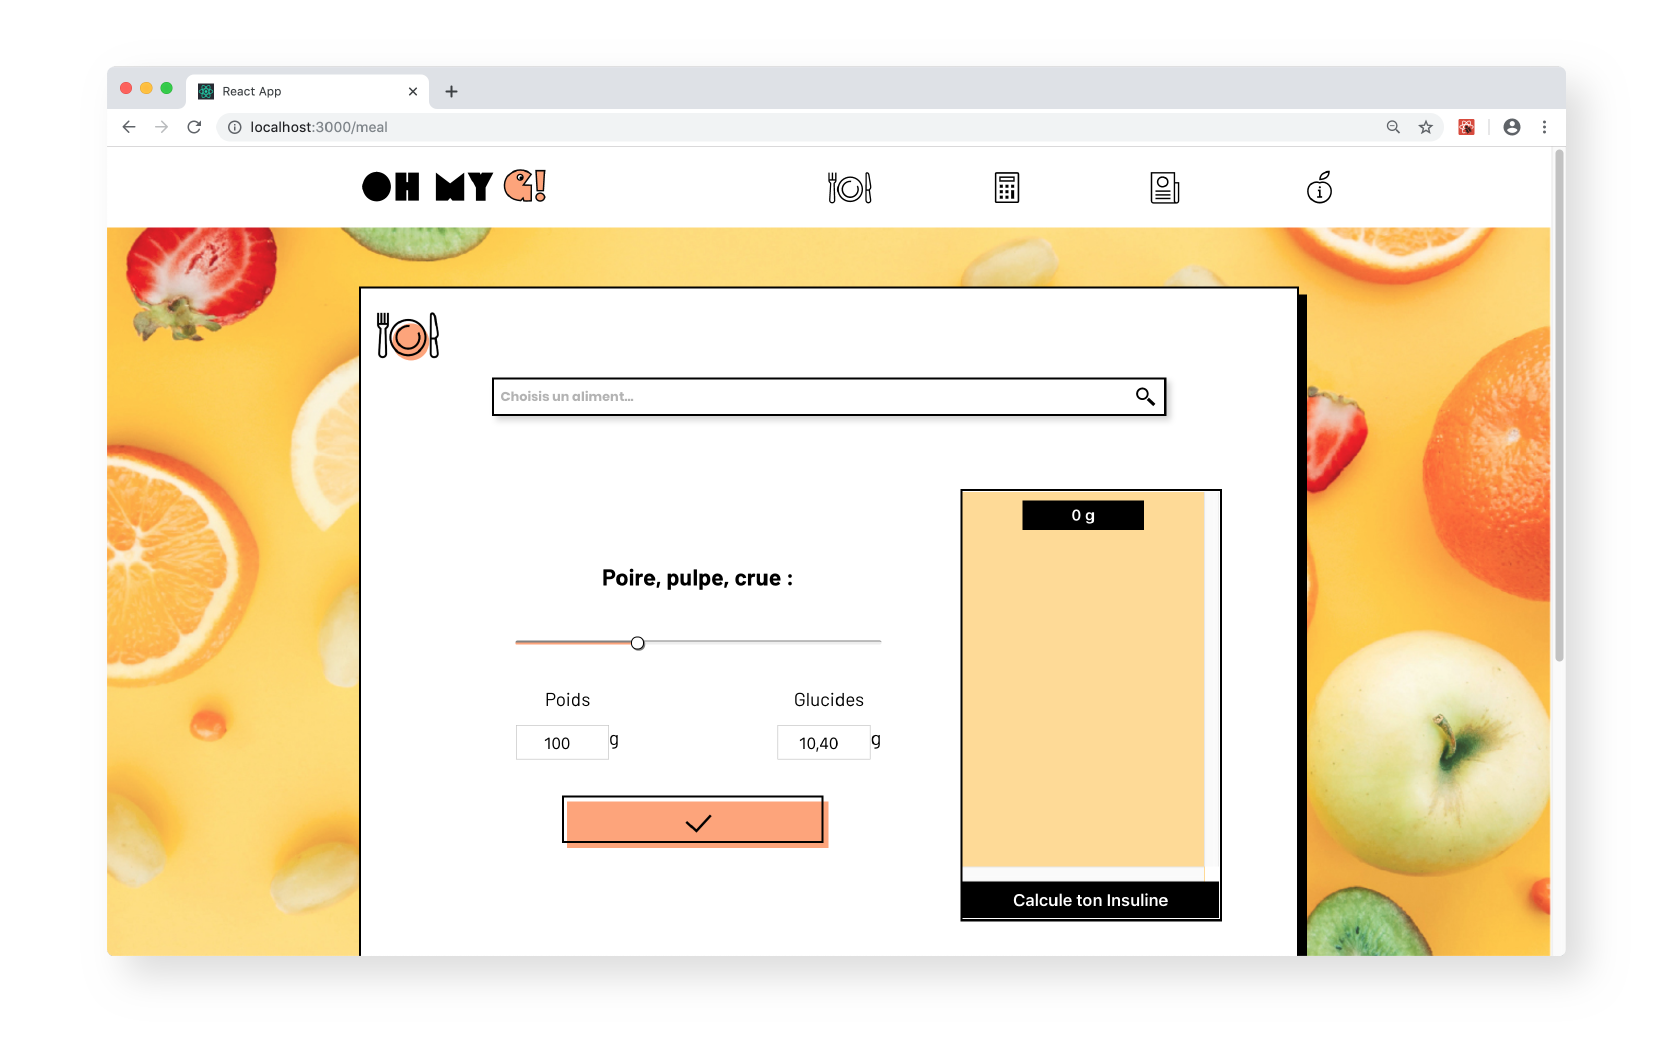 React App
localhost:3000/meal
OH MY G!
Choisis un aliment...
0 g
Poire, pulpe, crue :
Poids
Glucides
100 g
10,40 g
Calcule ton Insuline